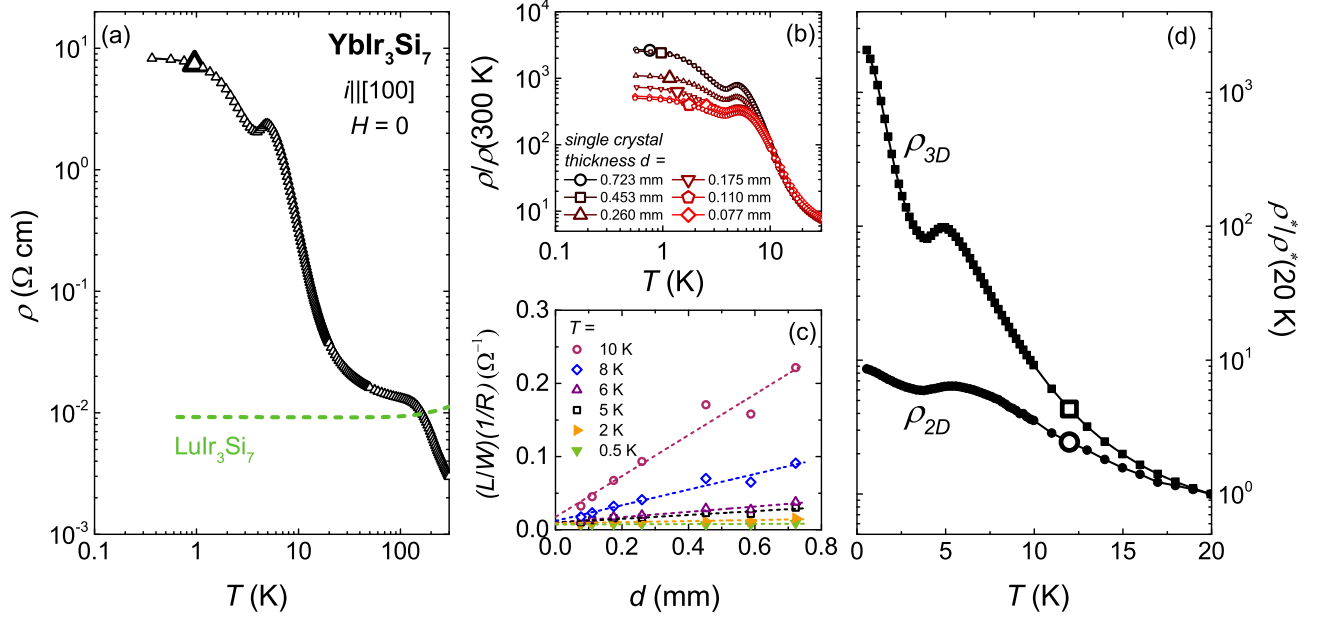 (a)
YbIr3Si7
i||[100]
H = 0
10^1
10^0
10^-1
10^-2
10^-3
ρ (Ω cm)
LuIr3Si7
0.1
1
10
100
T (K)
(b)
10^4
10^3
10^2
10^1
ρ/ρ(300 K)
single crystal
thickness d =
0.723 mm
0.175 mm
0.453 mm
0.110 mm
0.260 mm
0.077 mm
0.1
1
10
T (K)
(c)
0.3
0.2
0.1
0.0
(L/W)(1/R) (Ω^-1)
T =
10 K
8 K
6 K
5 K
2 K
0.5 K
0.0
0.2
0.4
0.6
0.8
d (mm)
(d)
ρ3D
ρ2D
10^3
10^2
10^1
10^0
ρ*/ρ*(20 K)
0
5
10
15
20
T (K)